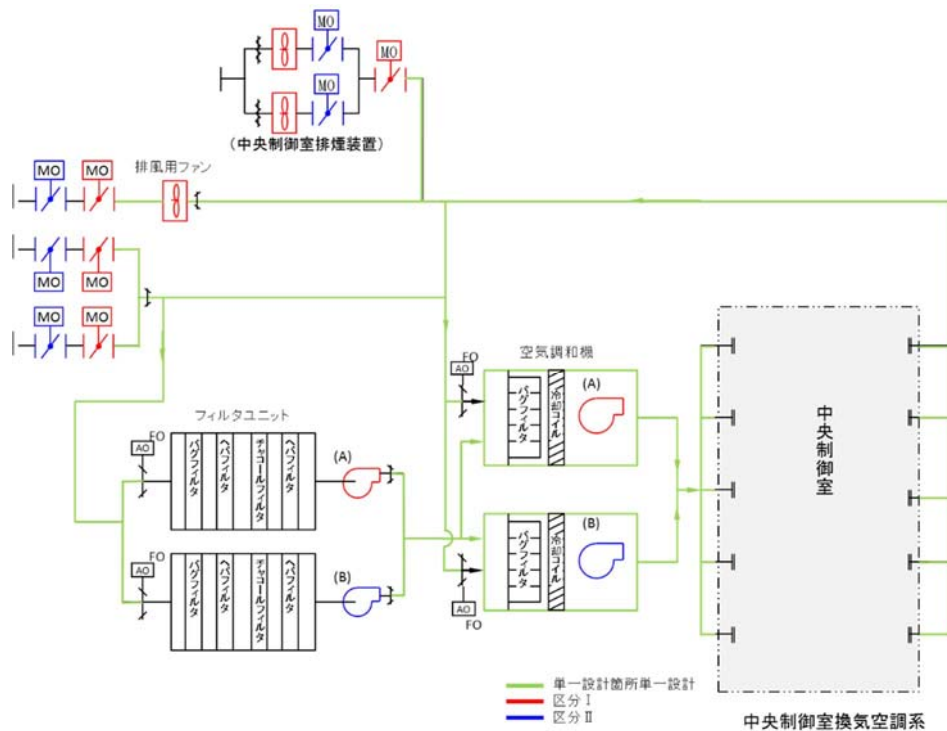 MO
MO
MO
(中央制御室排煙装置)
排風用ファン
MO
MO
MO
MO
MO
MO
空気調和機
FO
AO
バグフィルタ
冷却コイル
(A)
中央制御室
フィルタユニット
FO
AO
バグフィルタ
ヘパフィルタ
チャコールフィルタ
ヘパフィルタ
(A)
バグフィルタ
冷却コイル
(B)
AO
FO
FO
AO
バグフィルタ
ヘパフィルタ
チャコールフィルタ
ヘパフィルタ
(B)
単一設計箇所単一設計
区分Ⅰ
区分Ⅱ
中央制御室換気空調系